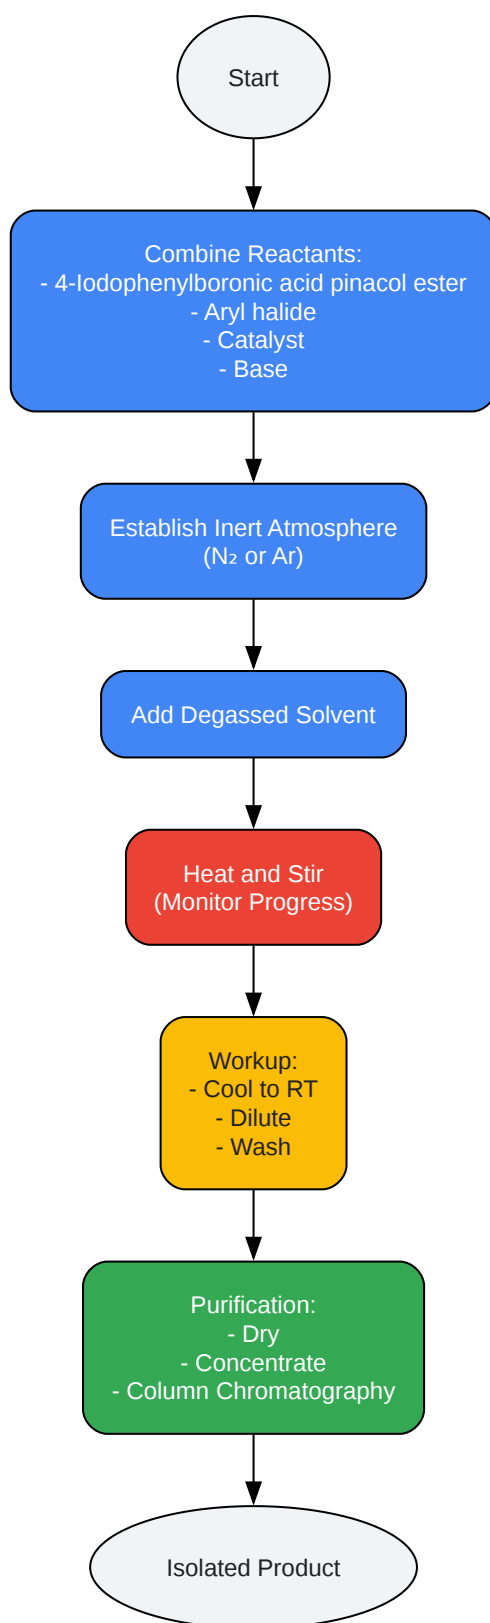 Start
Combine Reactants:
- 4-Iodophenylboronic acid pinacol ester
- Aryl halide
- Catalyst
- Base
Establish Inert Atmosphere
(N₂ or Ar)
Add Degassed Solvent
Heat and Stir
(Monitor Progress)
Workup:
- Cool to RT
- Dilute
- Wash
Purification:
- Dry
- Concentrate
- Column Chromatography
Isolated Product